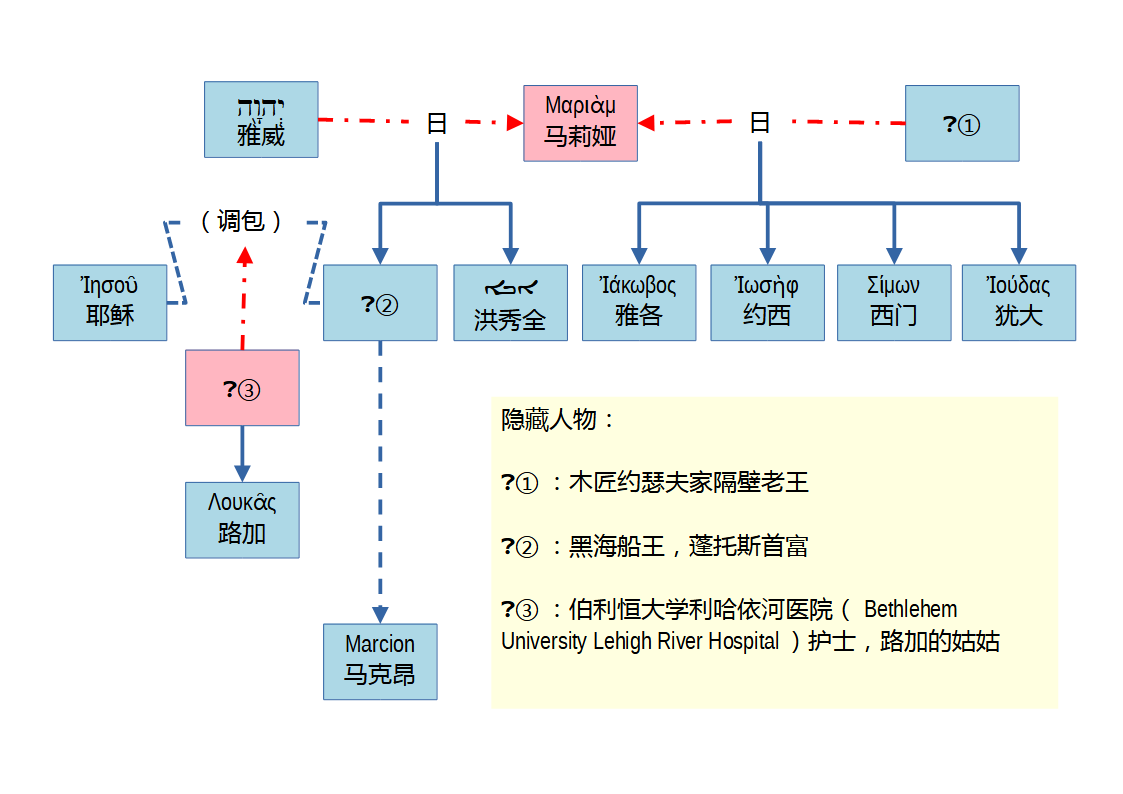 יְהוָ֣ה
雅威
Μαριὰμ
马莉娅
?①
日
日
（调包）
Ἰησοῦ
耶稣
?②
洪秀全
Ἰάκωβος
雅各
Ἰωσὴφ
约西
Σίμων
西门
Ἰούδας
犹大
?③
Λουκᾶς
路加
Marcion
马克昂
隐藏人物：
?①：木匠约瑟夫家隔壁老王
?②：黑海船王，蓬托斯首富
?③：伯利恒大学利哈依河医院（ Bethlehem
University Lehigh River Hospital ）护士，路加的姑姑